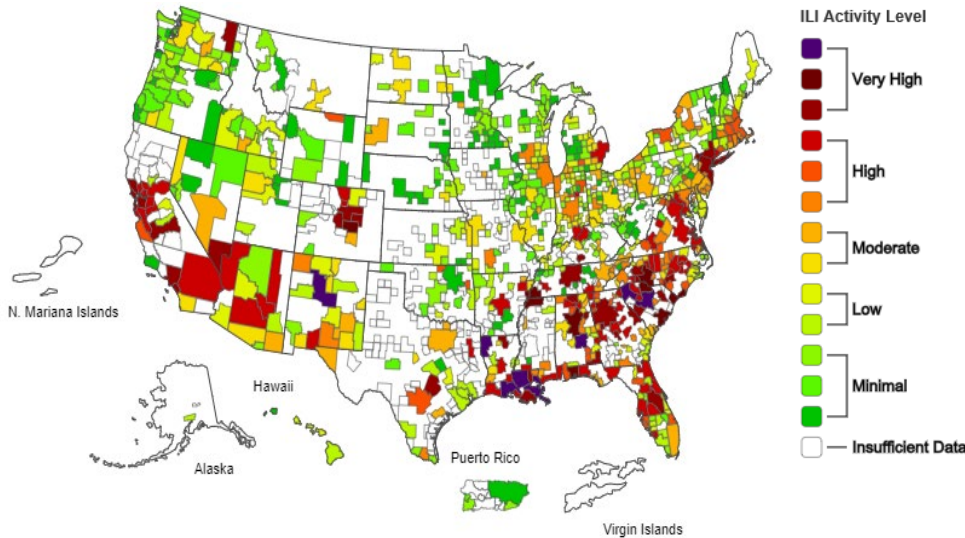 ILI Activity Level
Very High
High
Moderate
Low
Minimal
Insufficient Data
N. Mariana Islands
Hawaii
Alaska
Puerto Rico
Virgin Islands